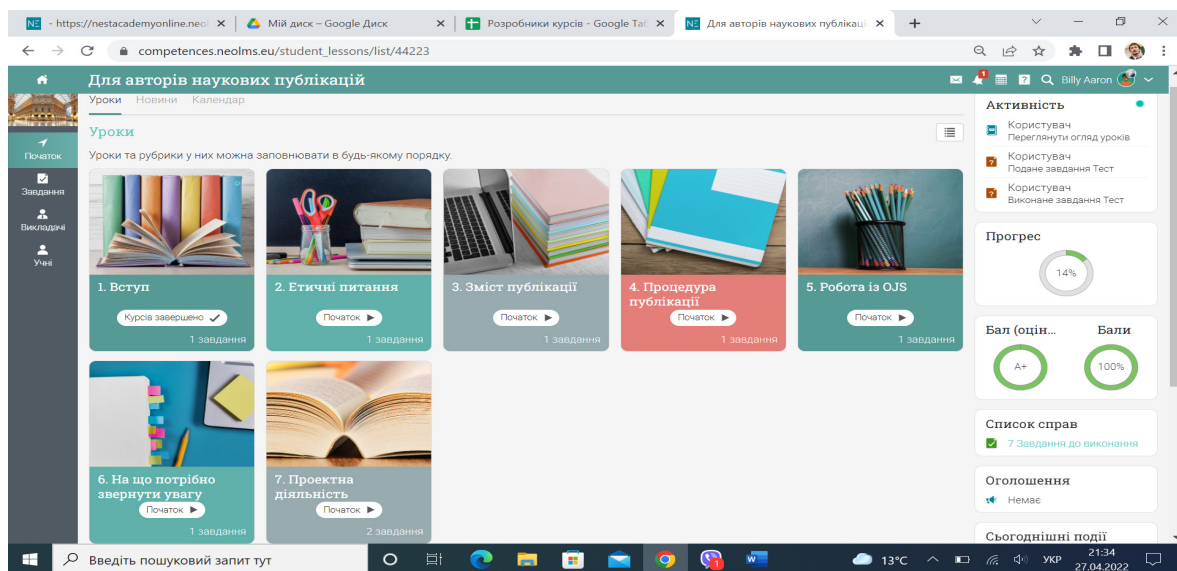 - https://nestacademyonline.neol
Мій диск – Google Диск
Розробники курсів - Google Таб
Для авторів наукових публікаці
competences.neolms.eu/student_lessons/list/44223
Для авторів наукових публікацій
1
Billy Aaron
Уроки Новини Календар
Початок
Завдання
Викладачі
Учні
Уроки
Уроки та рубрики у них можна заповнювати в будь-якому порядку.
1. Вступ
Курсів завершено
1 завдання
2. Етичні питання
Початок
1 завдання
3. Зміст публікації
Початок
1 завдання
4. Процедура
публікації
Початок
1 завдання
5. Робота із OJS
Початок
1 завдання
6. На що потрібно
звернути увагу
Початок
1 завдання
7. Проектна
діяльність
Початок
2 завдання
Активність
Користувач
Переглянути огляд уроків
Користувач
Подане завдання Тест
Користувач
Виконане завдання Тест
Прогрес
14%
Бал (оцін... Бали
A+ 100%
Список справ
7 Завдання до виконання
Оголошення
Немає
Сьогоднішні події
Введіть пошуковий запит тут
13°C
УКР
21:34
27.04.2022